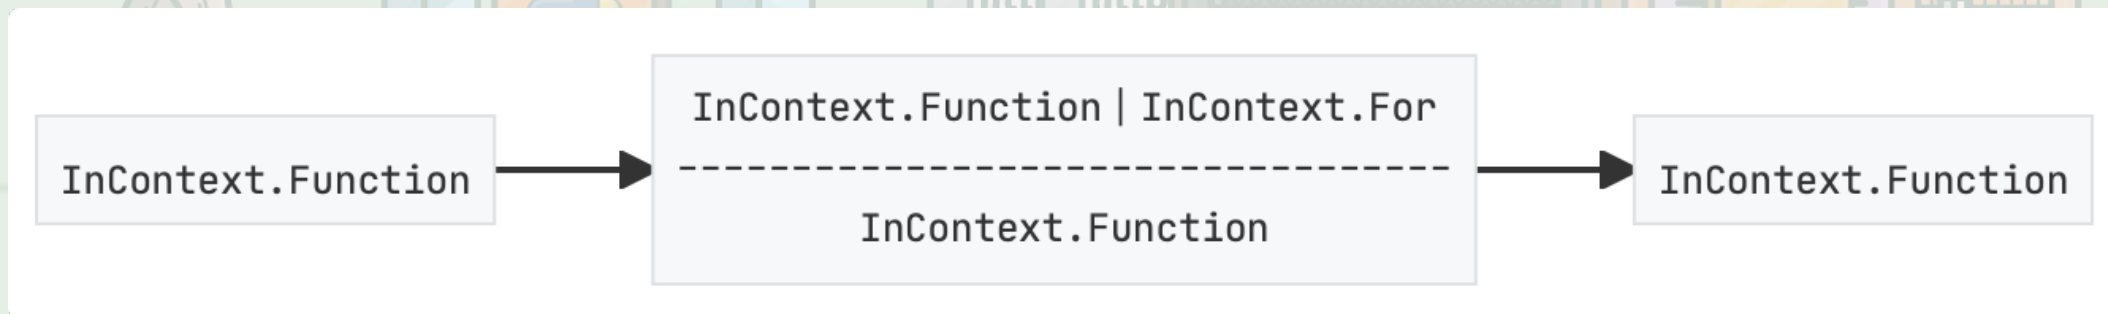 InContext.Function
InContext.Function | InContext.For
----------------------------------
InContext.Function
InContext.Function